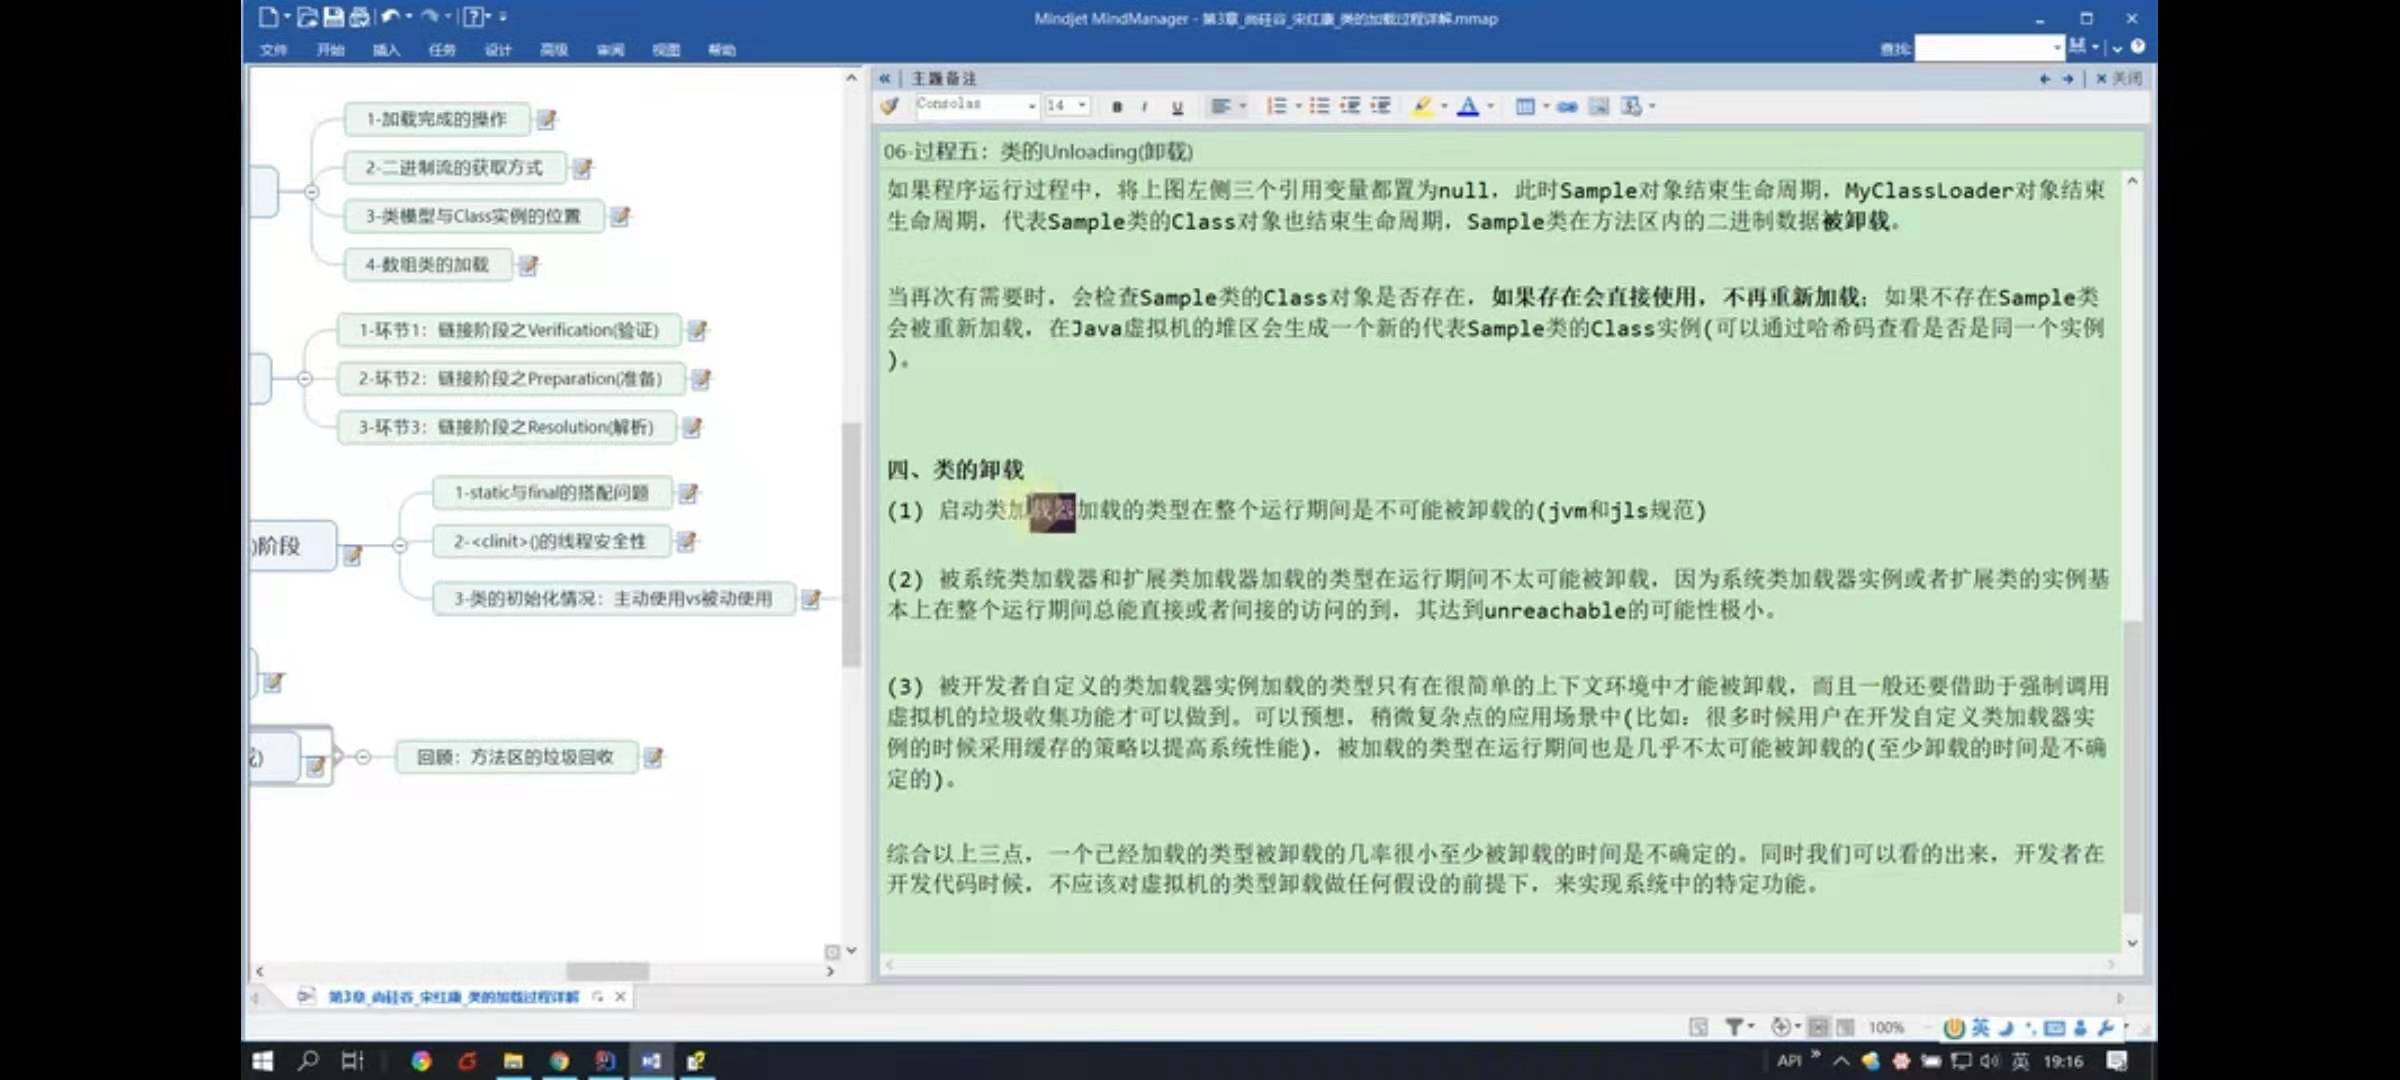 Mindjet MindManager - 第3章_尚硅谷_宋红康_类的加载过程详解.mmap
文件 开始 插入 任务 设计 高级 审阅 视图 帮助
查找:
1-加载完成的操作
2-二进制流的获取方式
3-类模型与Class实例的位置
4-数组类的加载
1-环节1：链接阶段之Verification(验证)
2-环节2：链接阶段之Preparation(准备)
3-环节3：链接阶段之Resolution(解析)
1-static与final的搭配问题
)阶段
2-<clinit>()的线程安全性
3-类的初始化情况：主动使用vs被动使用
回顾：方法区的垃圾回收
主题备注
关闭
Consolas 14
06-过程五：类的Unloading(卸载)
如果程序运行过程中，将上图左侧三个引用变量都置为null，此时Sample对象结束生命周期，MyClassLoader对象结束
生命周期，代表Sample类的Class对象也结束生命周期，Sample类在方法区内的二进制数据被卸载。
当再次有需要时，会检查Sample类的Class对象是否存在，如果存在会直接使用，不再重新加载；如果不存在Sample类
会被重新加载，在Java虚拟机的堆区会生成一个新的代表Sample类的Class实例(可以通过哈希码查看是否是同一个实例
)。
四、类的卸载
(1) 启动类加载器加载的类型在整个运行期间是不可能被卸载的(jvm和jls规范)
(2) 被系统类加载器和扩展类加载器加载的类型在运行期间不太可能被卸载，因为系统类加载器实例或者扩展类的实例基
本上在整个运行期间总能直接或者间接的访问的到，其达到unreachable的可能性极小。
(3) 被开发者自定义的类加载器实例加载的类型只有在很简单的上下文环境中才能被卸载，而且一般还要借助于强制调用
虚拟机的垃圾收集功能才可以做到。可以预想，稍微复杂点的应用场景中(比如：很多时候用户在开发自定义类加载器实
例的时候采用缓存的策略以提高系统性能)，被加载的类型在运行期间也是几乎不太可能被卸载的(至少卸载的时间是不确
定的)。
综合以上三点，一个已经加载的类型被卸载的几率很小至少被卸载的时间是不确定的。同时我们可以看的出来，开发者在
开发代码时候，不应该对虚拟机的类型卸载做任何假设的前提下，来实现系统中的特定功能。
第3章_尚硅谷_宋红康_类的加载过程详解
100%
英
API
英 19:16